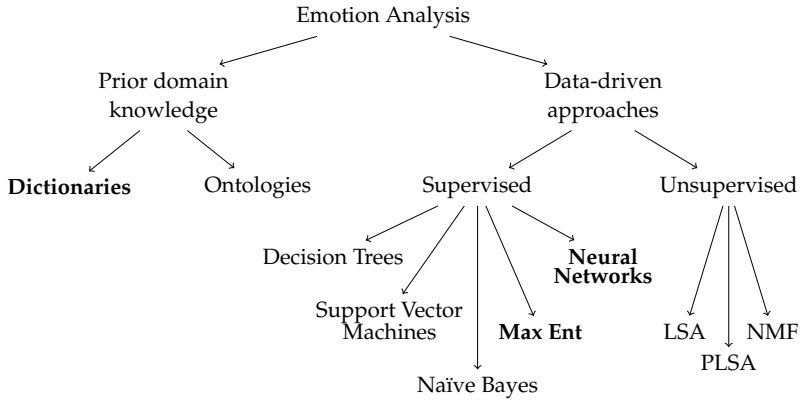 Emotion Analysis
Prior domain
knowledge
Data-driven
approaches
Dictionaries
Ontologies
Supervised
Unsupervised
Decision Trees
Neural
Networks
Support Vector
Machines
Max Ent
LSA
NMF
PLSA
Naïve Bayes